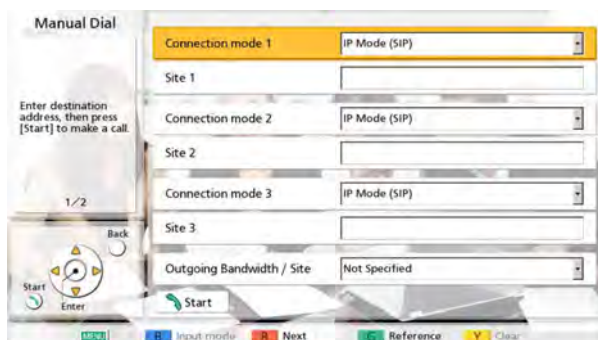 Manual Dial
Enter destination
address, then press
[Start] to make a call.
1/2
Back
Start
Enter
Connection mode 1 IP Mode (SIP)
Site 1
Connection mode 2 IP Mode (SIP)
Site 2
Connection mode 3 IP Mode (SIP)
Site 3
Outgoing Bandwidth / Site Not Specified
Start
MENU B Input mode R Next G Reference Y Clear